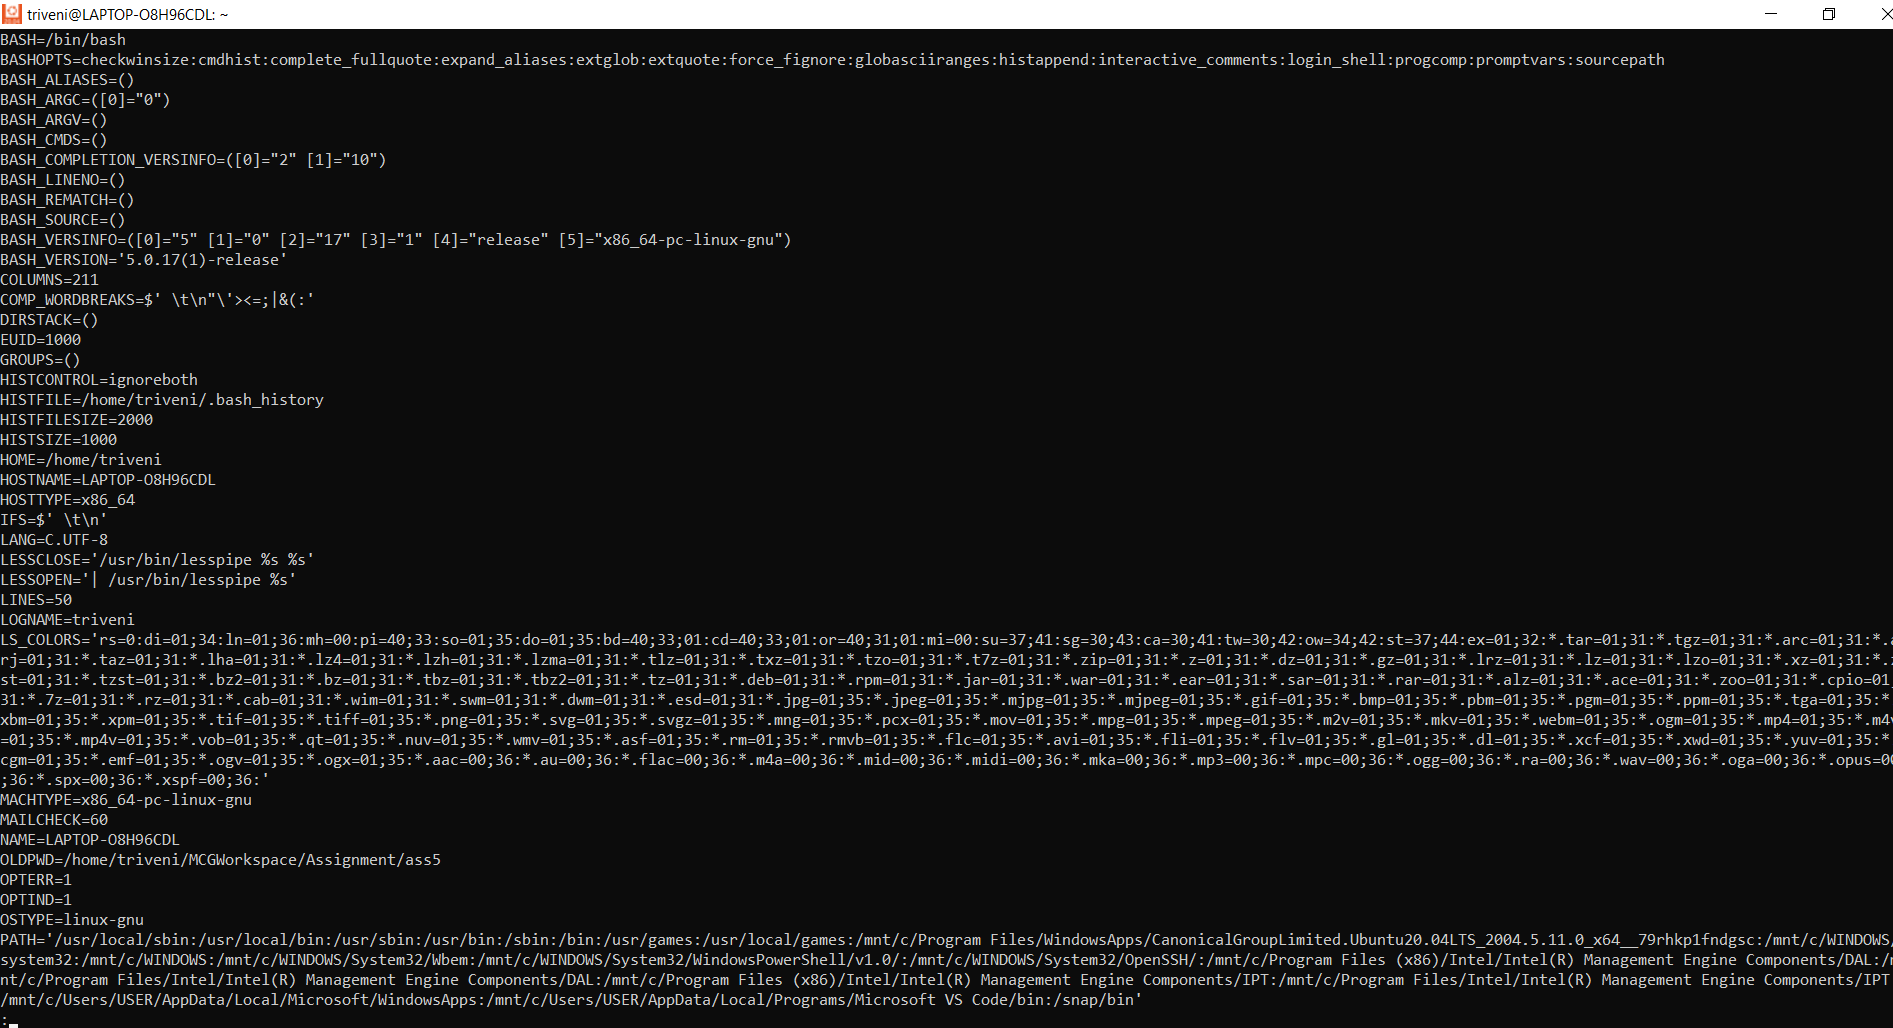 triveni@LAPTOP-O8H96CDL: ~
BASH=/bin/bash
BASHOPTS=checkwinsize:cmdhist:complete_fullquote:expand_aliases:extglob:extquote:force_fignore:globasciiranges:histappend:interactive_comments:login_shell:progcomp:promptvars:sourcepath
BASH_ALIASES=()
BASH_ARGC=([0]="0")
BASH_ARGV=()
BASH_CMDS=()
BASH_COMPLETION_VERSINFO=([0]="2" [1]="10")
BASH_LINENO=()
BASH_REMATCH=()
BASH_SOURCE=()
BASH_VERSINFO=([0]="5" [1]="0" [2]="17" [3]="1" [4]="release" [5]="x86_64-pc-linux-gnu")
BASH_VERSION='5.0.17(1)-release'
COLUMNS=211
COMP_WORDBREAKS=$' \t\n"\'><=;|&(:'
DIRSTACK=()
EUID=1000
GROUPS=()
HISTCONTROL=ignoreboth
HISTFILE=/home/triveni/.bash_history
HISTFILESIZE=2000
HISTSIZE=1000
HOME=/home/triveni
HOSTNAME=LAPTOP-O8H96CDL
HOSTTYPE=x86_64
IFS=$' \t\n'
LANG=C.UTF-8
LESSCLOSE='/usr/bin/lesspipe %s %s'
LESSOPEN='| /usr/bin/lesspipe %s'
LINES=50
LOGNAME=triveni
LS_COLORS='rs=0:di=01;34:ln=01;36:mh=00:pi=40;33:so=01;35:do=01;35:bd=40;33;01:cd=40;33;01:or=40;31;01:mi=00:su=37;41:sg=30;43:ca=30;41:tw=30;42:ow=34;42:st=37;44:ex=01;32:*.tar=01;31:*.tgz=01;31:*.arc=01;31:*.a
rj=01;31:*.taz=01;31:*.lha=01;31:*.lz4=01;31:*.lzh=01;31:*.lzma=01;31:*.tlz=01;31:*.txz=01;31:*.tzo=01;31:*.t7z=01;31:*.zip=01;31:*.z=01;31:*.dz=01;31:*.gz=01;31:*.lrz=01;31:*.lz=01;31:*.lzo=01;31:*.xz=01;31:*.z
st=01;31:*.tzst=01;31:*.bz2=01;31:*.bz=01;31:*.tbz=01;31:*.tbz2=01;31:*.tz=01;31:*.deb=01;31:*.rpm=01;31:*.jar=01;31:*.war=01;31:*.ear=01;31:*.sar=01;31:*.rar=01;31:*.alz=01;31:*.ace=01;31:*.zoo=01;31:*.cpio=01
31:*.7z=01;31:*.rz=01;31:*.cab=01;31:*.wim=01;31:*.swm=01;31:*.dwm=01;31:*.esd=01;31:*.jpg=01;35:*.jpeg=01;35:*.mjpg=01;35:*.mjpeg=01;35:*.gif=01;35:*.bmp=01;35:*.pbm=01;35:*.pgm=01;35:*.ppm=01;35:*.tga=01;35:*
xbm=01;35:*.xpm=01;35:*.tif=01;35:*.tiff=01;35:*.png=01;35:*.svg=01;35:*.svgz=01;35:*.mng=01;35:*.pcx=01;35:*.mov=01;35:*.mpg=01;35:*.mpeg=01;35:*.m2v=01;35:*.mkv=01;35:*.webm=01;35:*.ogm=01;35:*.mp4=01;35:*.m4v
=01;35:*.mp4v=01;35:*.vob=01;35:*.qt=01;35:*.nuv=01;35:*.wmv=01;35:*.asf=01;35:*.rm=01;35:*.rmvb=01;35:*.flc=01;35:*.avi=01;35:*.fli=01;35:*.flv=01;35:*.gl=01;35:*.dl=01;35:*.xcf=01;35:*.xwd=01;35:*.yuv=01;35:*
cgm=01;35:*.emf=01;35:*.ogv=01;35:*.ogx=01;35:*.aac=00;36:*.au=00;36:*.flac=00;36:*.m4a=00;36:*.mid=00;36:*.midi=00;36:*.mka=00;36:*.mp3=00;36:*.mpc=00;36:*.ogg=00;36:*.ra=00;36:*.wav=00;36:*.oga=00;36:*.opus=00
;36:*.spx=00;36:*.xspf=00;36:'
MACHTYPE=x86_64-pc-linux-gnu
MAILCHECK=60
NAME=LAPTOP-O8H96CDL
OLDPWD=/home/triveni/MCGWorkspace/Assignment/ass5
OPTERR=1
OPTIND=1
OSTYPE=linux-gnu
PATH='/usr/local/sbin:/usr/local/bin:/usr/sbin:/usr/bin:/sbin:/bin:/usr/games:/usr/local/games:/mnt/c/Program Files/WindowsApps/CanonicalGroupLimited.Ubuntu20.04LTS_2004.5.11.0_x64__79rhkp1fndgsc:/mnt/c/WINDOWS/
system32:/mnt/c/WINDOWS:/mnt/c/WINDOWS/System32/Wbem:/mnt/c/WINDOWS/System32/WindowsPowerShell/v1.0/:/mnt/c/WINDOWS/System32/OpenSSH/:/mnt/c/Program Files (x86)/Intel/Intel(R) Management Engine Components/DAL:/m
nt/c/Program Files/Intel/Intel(R) Management Engine Components/DAL:/mnt/c/Program Files (x86)/Intel/Intel(R) Management Engine Components/IPT:/mnt/c/Program Files/Intel/Intel(R) Management Engine Components/IPT
/mnt/c/Users/USER/AppData/Local/Microsoft/WindowsApps:/mnt/c/Users/USER/AppData/Local/Programs/Microsoft VS Code/bin:/snap/bin'
: